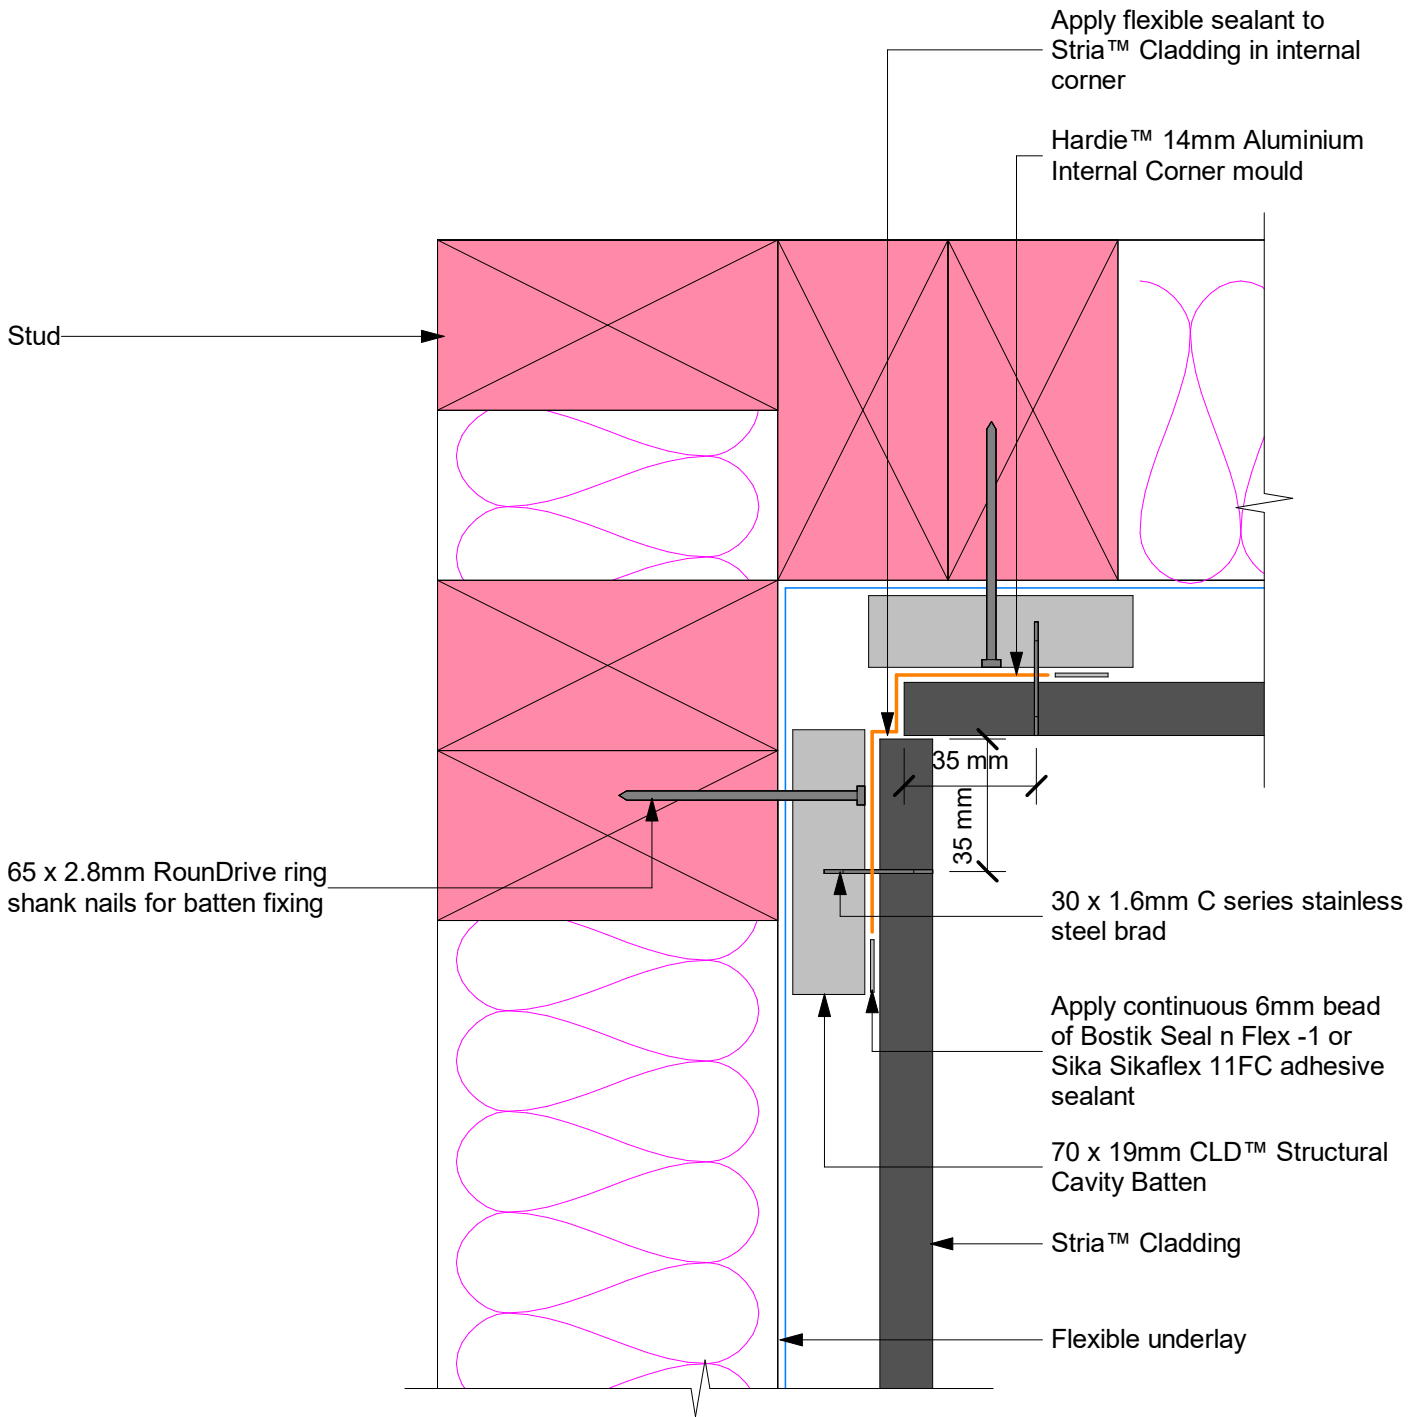 Apply flexible sealant to
Stria™ Cladding in internal
corner
Hardie™ 14mm Aluminium
Internal Corner mould
Stud
35 mm
35 mm
65 x 2.8mm RounDrive ring
shank nails for batten fixing
30 x 1.6mm C series stainless
steel brad
Apply continuous 6mm bead
of Bostik Seal n Flex -1 or
Sika Sikaflex 11FC adhesive
sealant
70 x 19mm CLD™ Structural
Cavity Batten
Stria™ Cladding
Flexible underlay